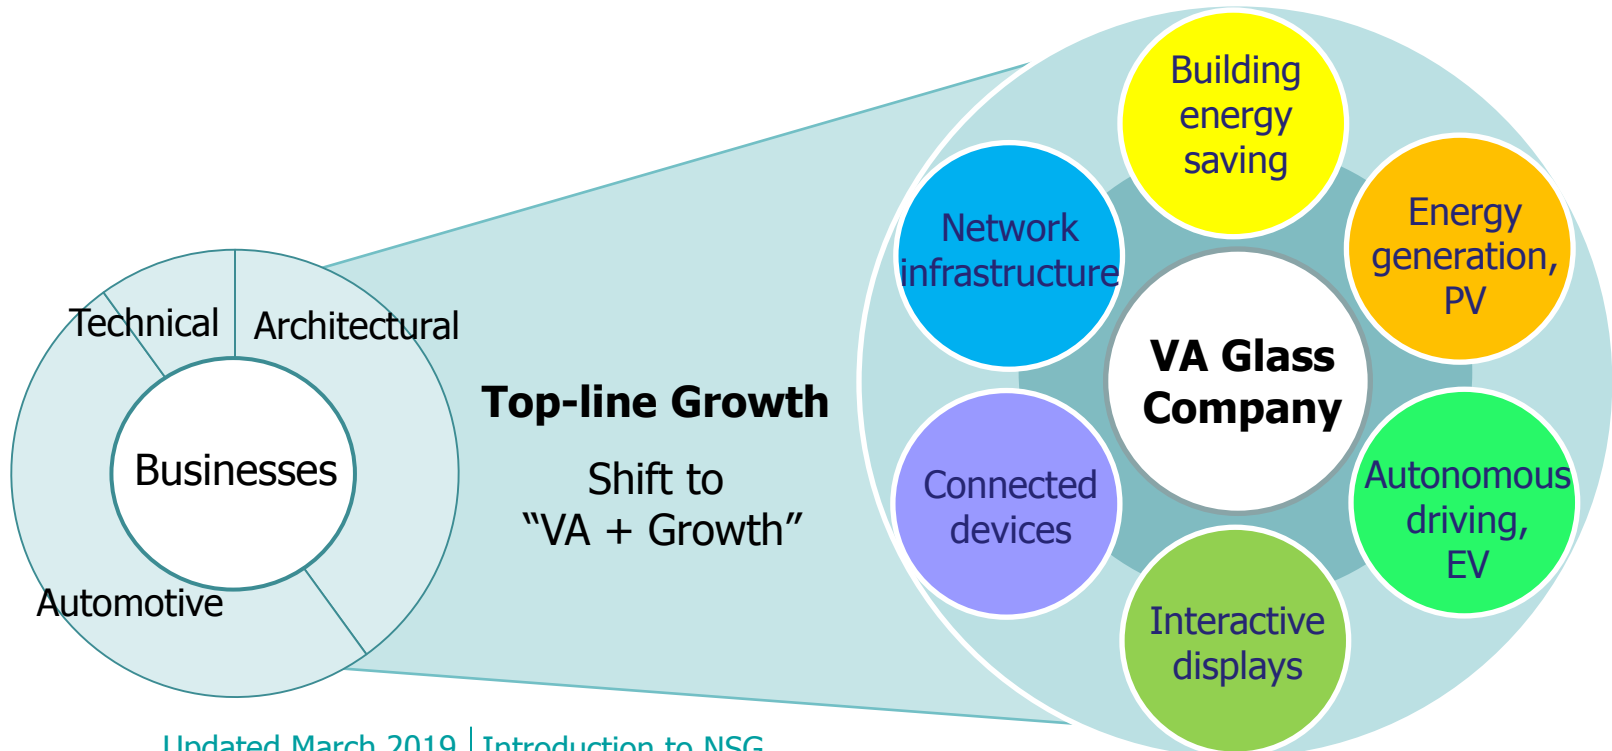 Technical
Architectural
Businesses
Automotive
Top-line Growth
Shift to
“VA + Growth”
Building
energy
saving
Network
infrastructure
Energy
generation,
PV
VA Glass
Company
Connected
devices
Autonomous
driving,
EV
Interactive
displays
Updated March 2019 | Introduction to NSG